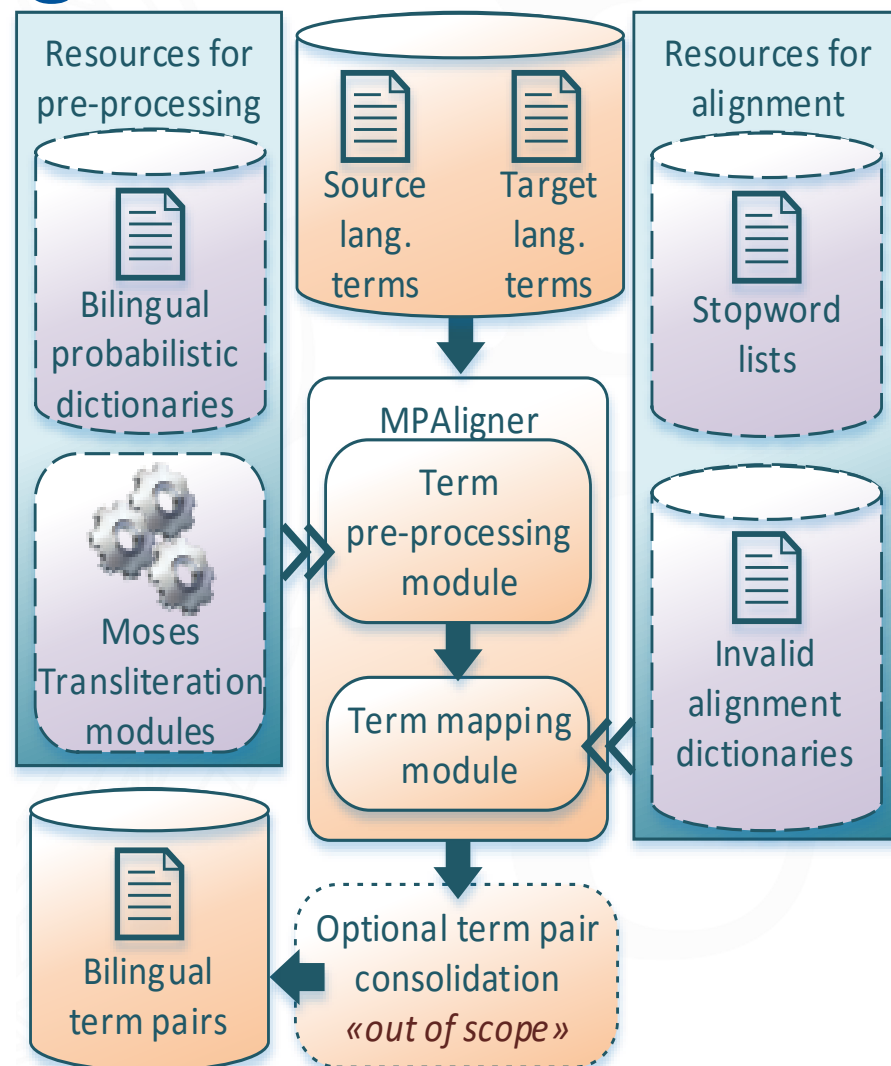 Resources for
pre-processing
Bilingual
probabilistic
dictionaries
Moses
Transliteration
modules
Source
lang.
terms
Target
lang.
terms
MPAligner
Term
pre-processing
module
Term mapping
module
Resources for
alignment
Stopword
lists
Invalid
alignment
dictionaries
Optional term pair
consolidation
«out of scope»
Bilingual
term pairs